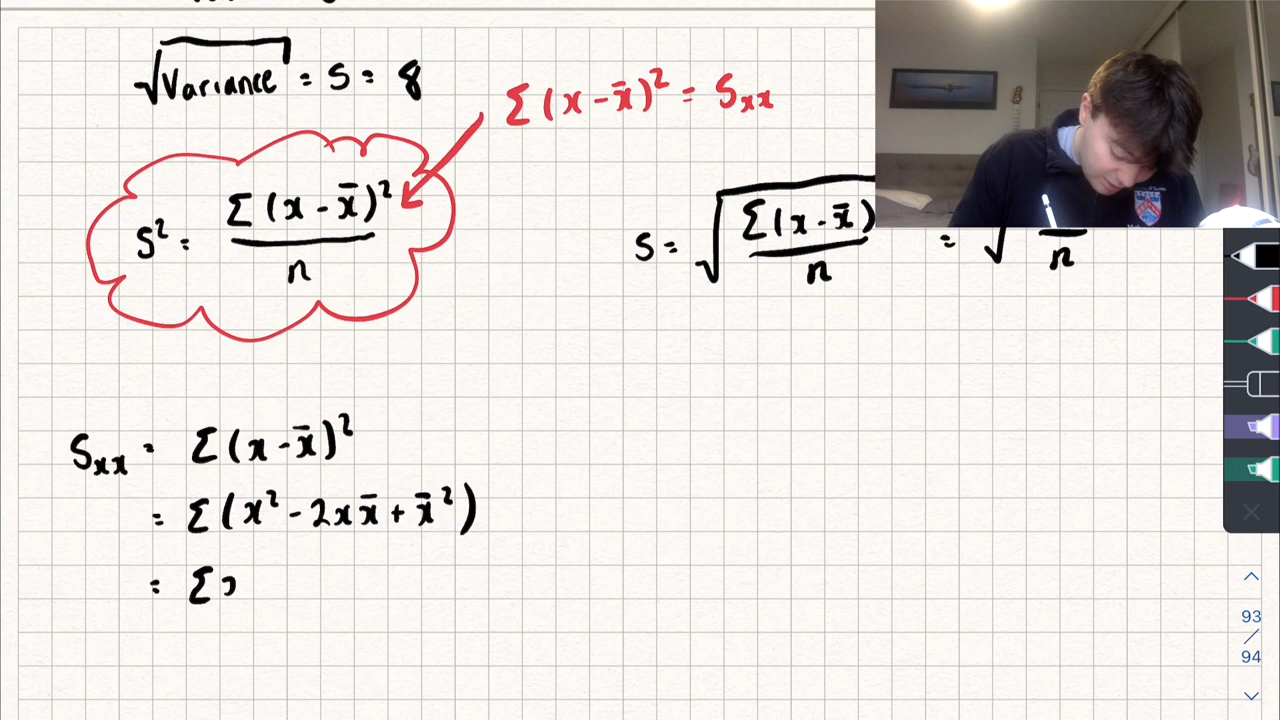 √Variance = S = 8
Σ(x-x̄)² = Sxx
S² = Σ(x-x̄)² / n
S = √Σ(x-x̄) / n = √ / n
Sxx = Σ(x-x̄)²
= Σ(x² - 2xx̄ + x̄²)
= Σ
93
/
94